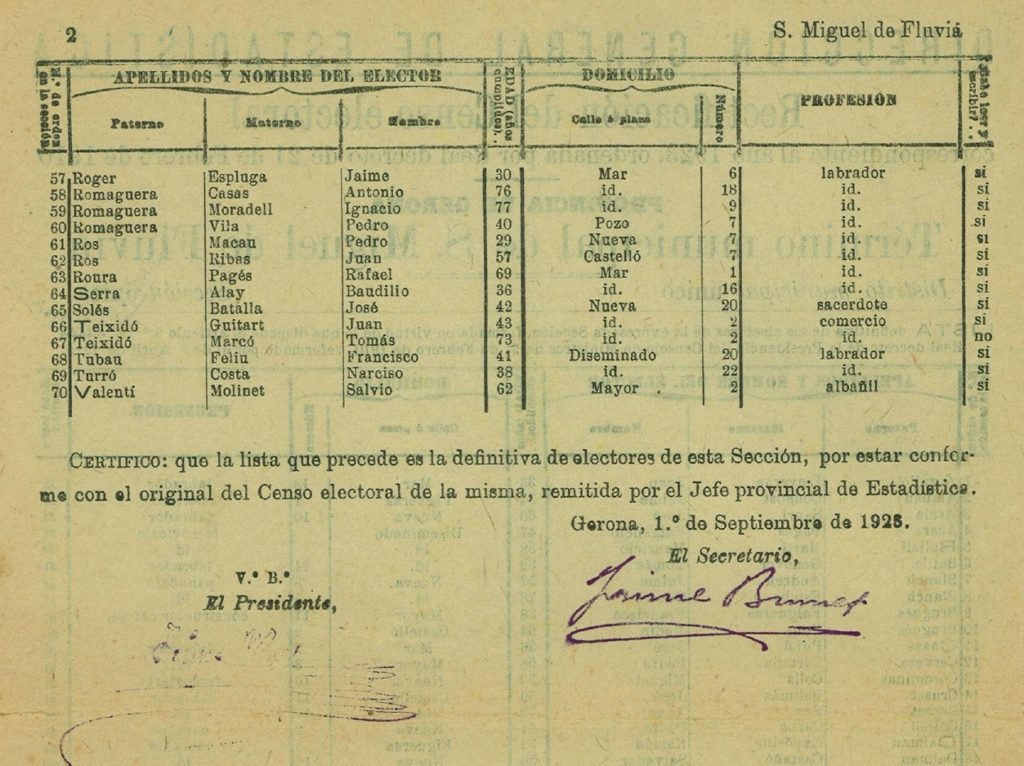 2 S. Miguel de Fluviá
N.º de orden en la sección APELLIDOS Y NOMBRE DEL ELECTOR EDAD (años cumplidos). DOMICILIO PROFESIÓN ¿Sabe leer y escribir?
Paterno Materno Nombre Calle ó plaza Número
57 Roger Espluga Jaime 30 Mar 6 labrador si
58 Romaguera Casas Antonio 76 id. 18 id. si
59 Romaguera Moradell Ignacio 77 id. 9 id. si
60 Romaguera Vila Pedro 40 Pozo 7 id. si
61 Ros Macau Pedro 29 Nueva 7 id. si
62 Ros Ribas Juan 57 Castelló 7 id. si
63 Roura Pagés Rafael 69 Mar 1 id. si
64 Serra Alay Baudilio 36 id. 16 id. si
65 Solés Batalla José 42 Nueva 20 sacerdote si
66 Teixidó Guitart Juan 43 id. 2 comercio si
67 Teixidó Marcó Tomás 73 id. 2 id. no
68 Tubau Feliu Francisco 41 Diseminado 20 labrador si
69 Turró Costa Narciso 38 id. 22 id. si
70 Valentí Molinet Salvio 62 Mayor 2 albañil si
CERTIFICO: que la lista que precede es la definitiva de electores de esta Sección, por estar confor-
me con el original del Censo electoral de la misma, remitida por el Jefe provincial de Estadística.
Gerona, 1.º de Septiembre de 1923.
El Secretario,
V.º B.º
El Presidente,
Jaime Brunet